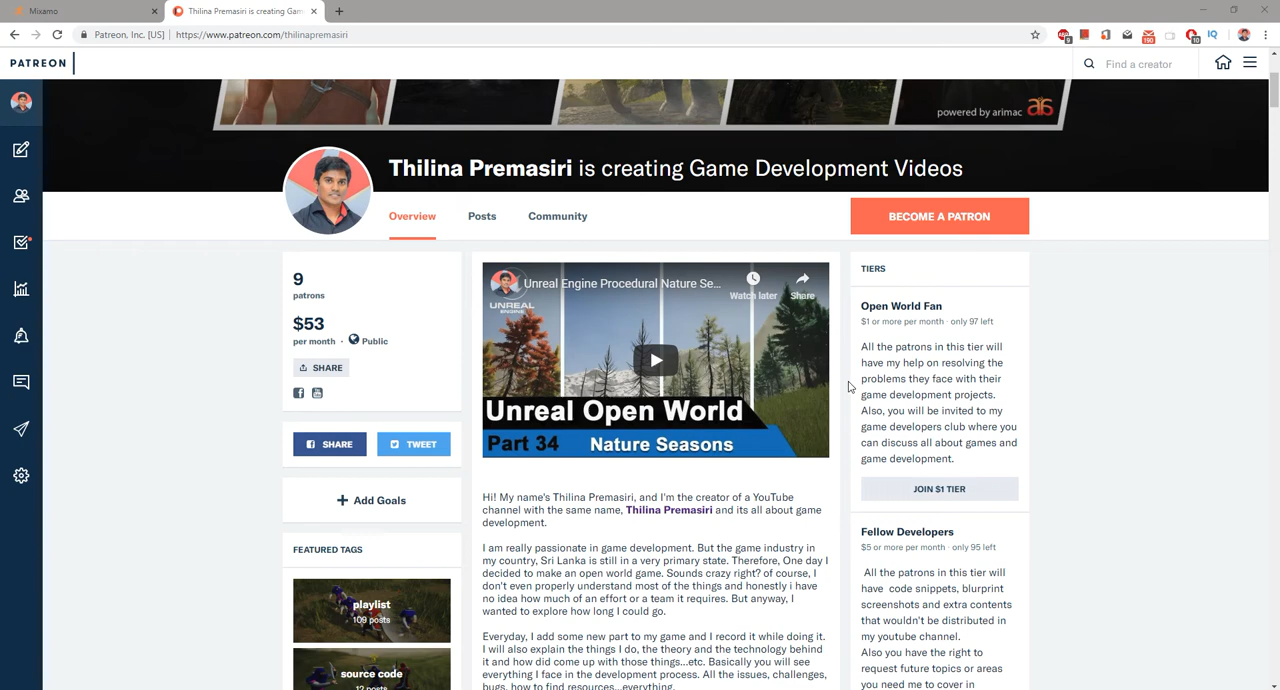 Mixamo
Thilina Premasiri is creating Gam
Patreon, Inc. [US] | https://www.patreon.com/thilinapremasiri
9
190
10
IQ
PATREON
Find a creator
powered by arimac
Thilina Premasiri is creating Game Development Videos
Overview
Posts
Community
BECOME A PATRON
9
patrons
$53
per month · Public
SHARE
SHARE
TWEET
Add Goals
FEATURED TAGS
playlist
109 posts
source code
12 posts
Unreal Engine Procedural Nature Se...
Watch later
Share
UNREAL
ENGINE
Unreal Open World
Part 34
Nature Seasons
Hi! My name's Thilina Premasiri, and I'm the creator of a YouTube
channel with the same name, Thilina Premasiri and its all about game
development.
I am really passionate in game development. But the game industry in
my country, Sri Lanka is still in a very primary state. Therefore, One day I
decided to make an open world game. Sounds crazy right? of course, I
don't even properly understand most of the things and honestly i have
no idea how much of an effort or a team it requires. But anyway, I
wanted to explore how long I could go.
Everyday, I add some new part to my game and I record it while doing it.
I will also explain the things I do, the theory and the technology behind
it and how did come up with those things...etc. Basically you will see
everything I face in the development process. All the issues, challenges,
bugs, how to find resources...everything.
TIERS
Open World Fan
$1 or more per month · only 97 left
All the patrons in this tier will
have my help on resolving the
problems they face with their
game development projects.
Also, you will be invited to my
game developers club where you
can discuss all about games and
game development.
JOIN $1 TIER
Fellow Developers
$5 or more per month · only 95 left
All the patrons in this tier will
have code snippets, blurprint
screenshots and extra contents
that wouldn't be distributed in
my youtube channel.
Also you have the right to
request future topics or areas
you need me to cover in